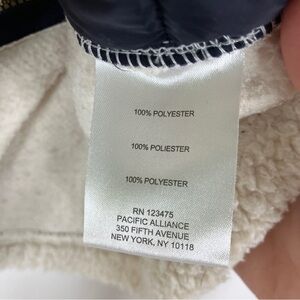 100% POLYESTER
100% POLIESTER
100% POLYESTER
RN 123475
PACIFIC ALLIANCE
350 FIFTH AVENUE
NEW YORK, NY 10118